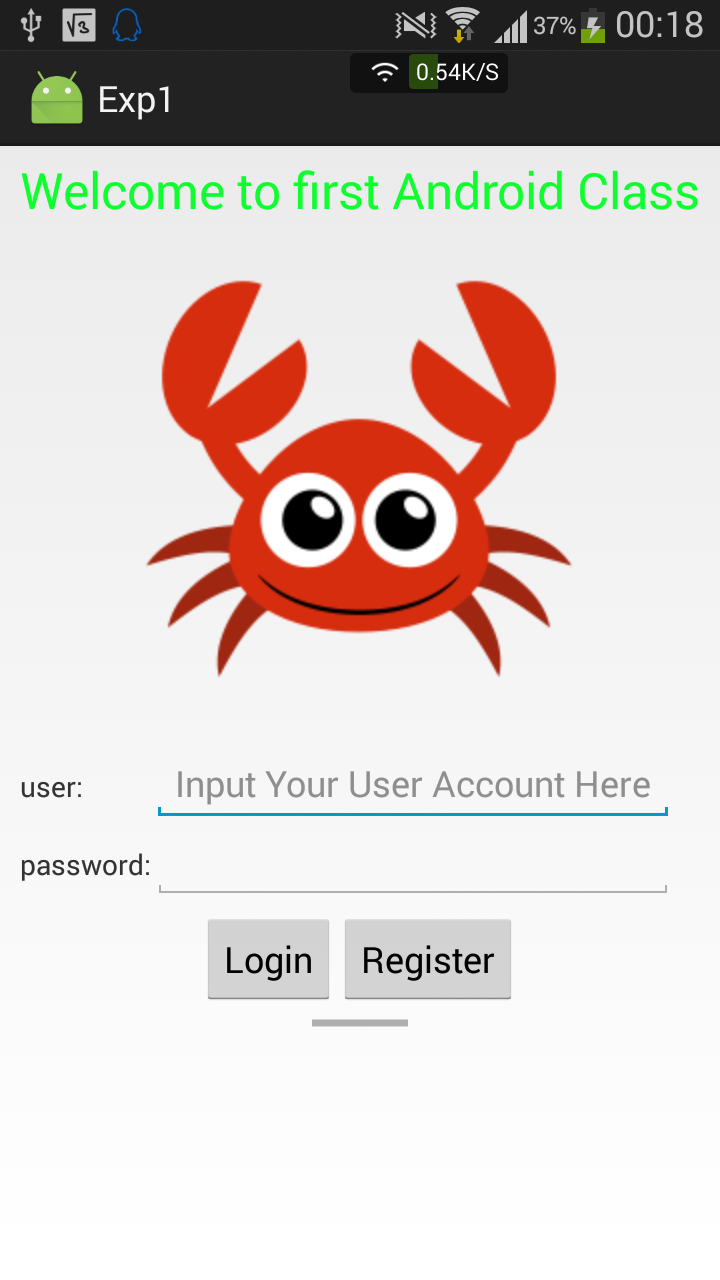 37% 00:18
Exp1
0.54K/S
Welcome to first Android Class
user: Input Your User Account Here
password:
Login Register